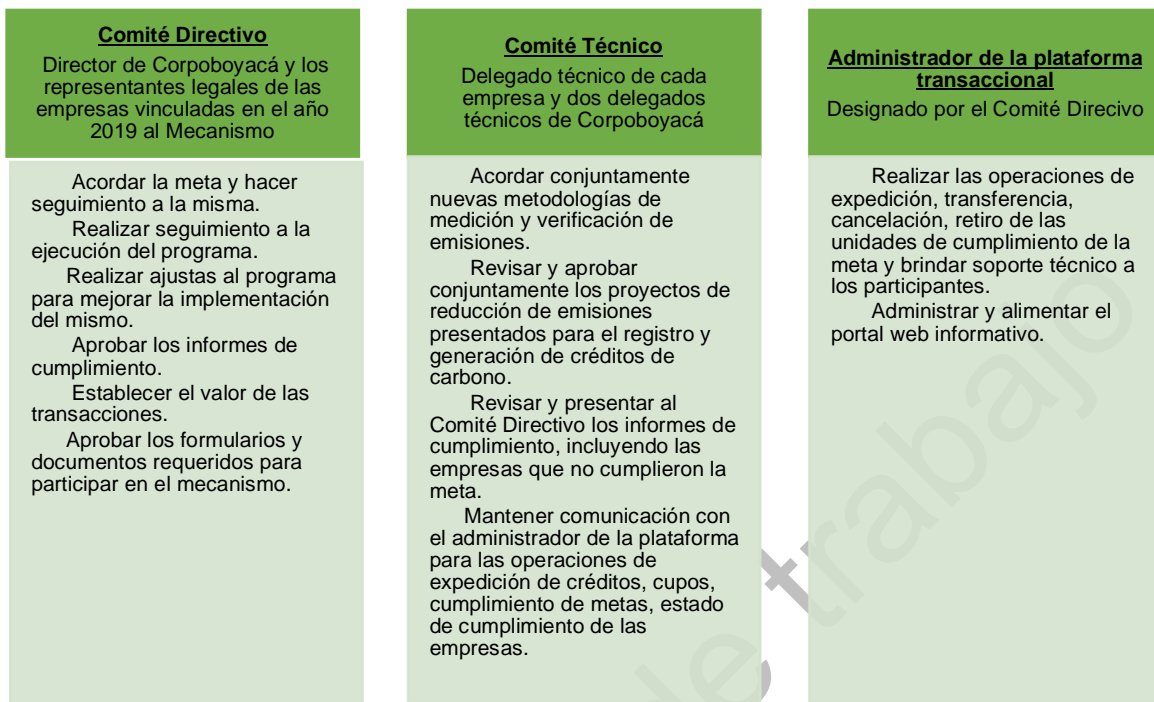 Comité Directivo
Director de Corpoboyacá y los
representantes legales de las
empresas vinculadas en el año
2019 al Mecanismo
Acordar la meta y hacer
seguimiento a la misma.
Realizar seguimiento a la
ejecución del programa.
Realizar ajustas al programa
para mejorar la implementación
del mismo.
Aprobar los informes de
cumplimiento.
Establecer el valor de las
transacciones.
Aprobar los formularios y
documentos requeridos para
participar en el mecanismo.
Comité Técnico
Delegado técnico de cada
empresa y dos delegados
técnicos de Corpoboyacá
Acordar conjuntamente
nuevas metodologías de
medición y verificación de
emisiones.
Revisar y aprobar
conjuntamente los proyectos de
reducción de emisiones
presentados para el registro y
generación de créditos de
carbono.
Revisar y presentar al
Comité Directivo los informes de
cumplimiento, incluyendo las
empresas que no cumplieron la
meta.
Mantener comunicación con
el administrador de la plataforma
para las operaciones de
expedición de créditos, cupos,
cumplimiento de metas, estado
de cumplimiento de las
empresas.
Administrador de la plataforma
transaccional
Designado por el Comité Direcivo
Realizar las operaciones de
expedición, transferencia,
cancelación, retiro de las
unidades de cumplimiento de la
meta y brindar soporte técnico a
los participantes.
Administrar y alimentar el
portal web informativo.
de trabajo